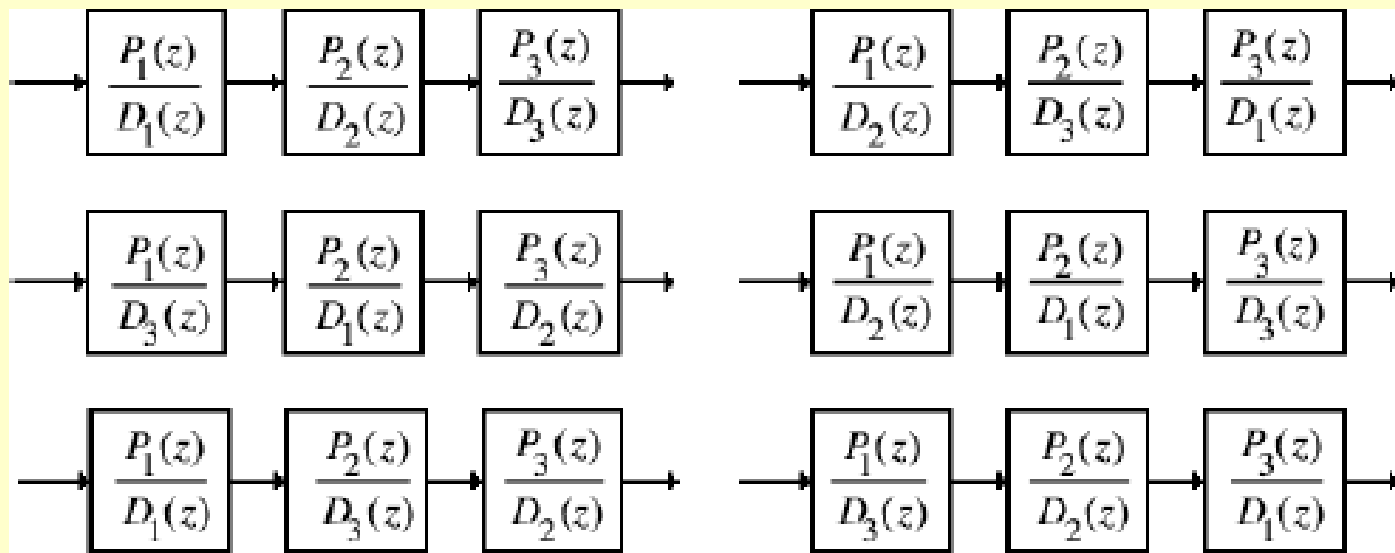 P₁(z) P₂(z) P₃(z) P₁(z) P₂(z) P₃(z)
D₁(z) D₂(z) D₃(z) D₂(z) D₃(z) D₁(z)
P₁(z) P₂(z) P₃(z) P₁(z) P₂(z) P₃(z)
D₃(z) D₁(z) D₂(z) D₂(z) D₁(z) D₃(z)
P₁(z) P₂(z) P₃(z) P₁(z) P₂(z) P₃(z)
D₁(z) D₃(z) D₂(z) D₃(z) D₂(z) D₁(z)